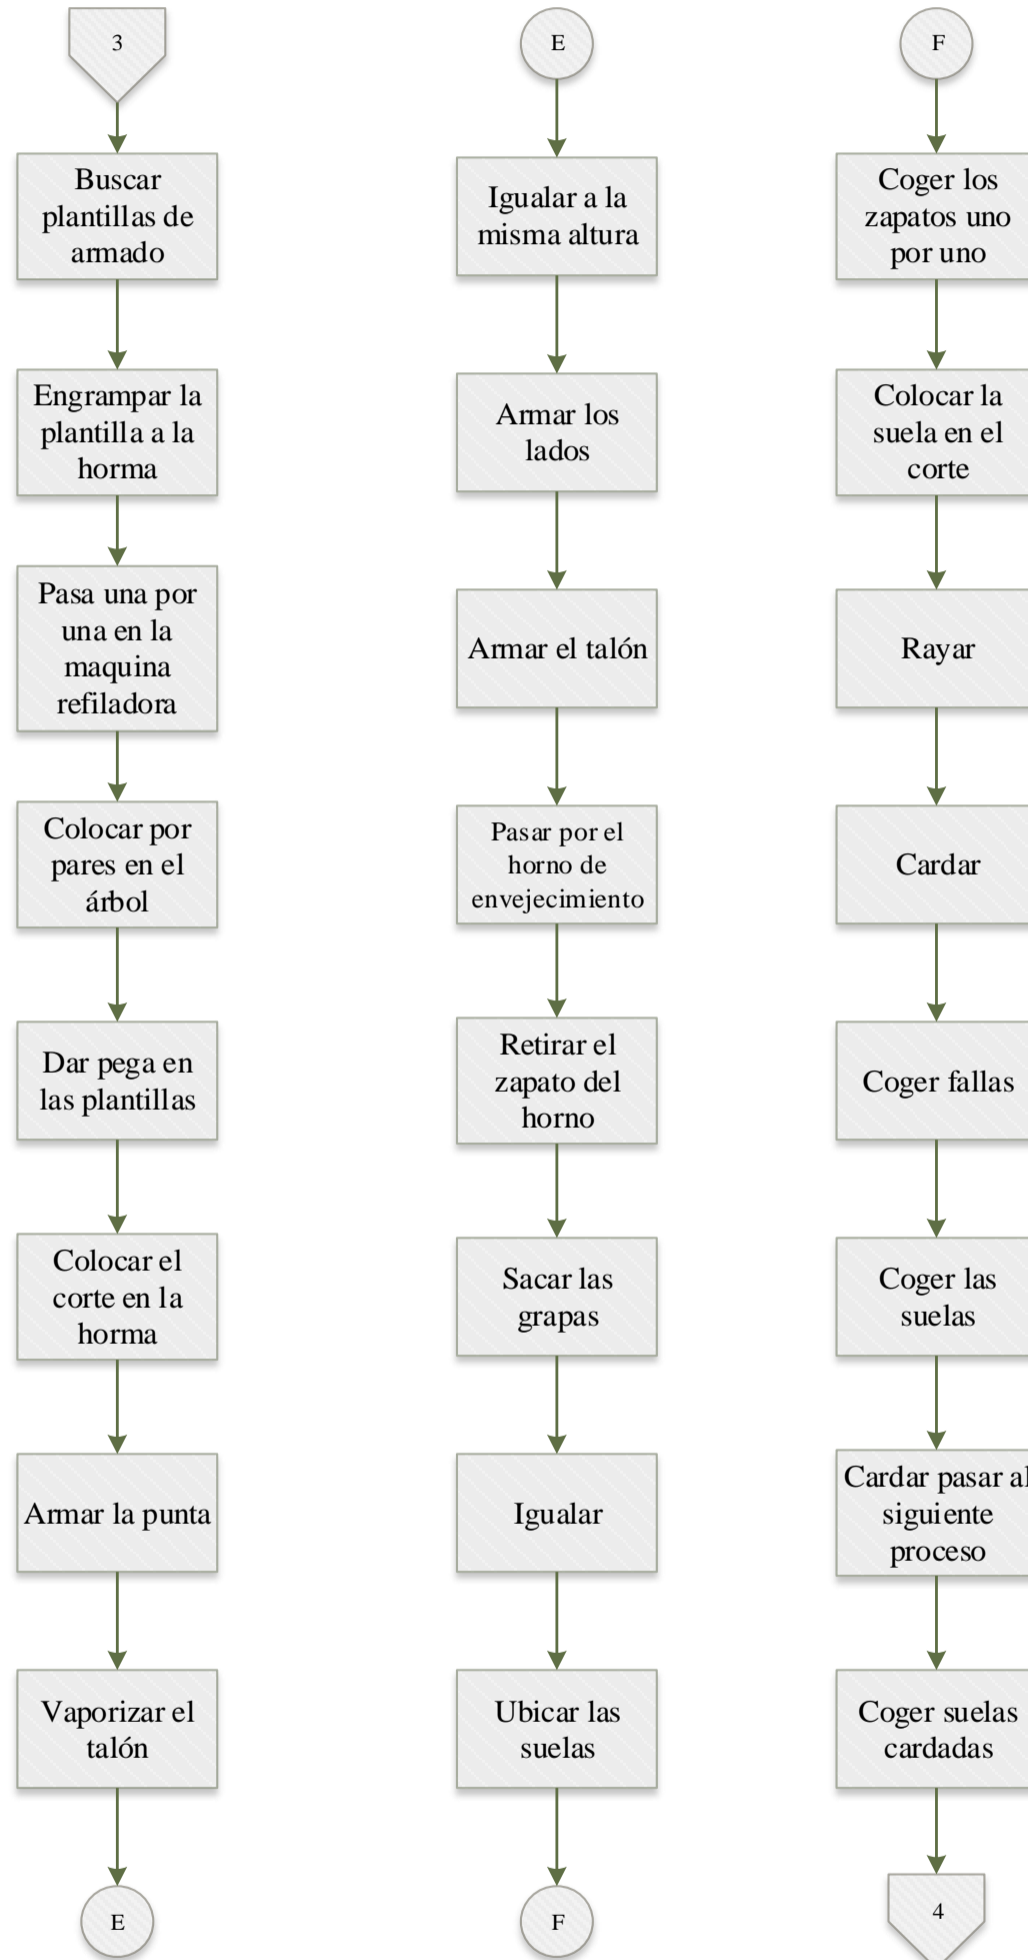 3
Buscar
plantillas de
armado
Engrampar la
plantilla a la
horma
Pasa una por
una en la
maquina
refiladora
Colocar por
pares en el
árbol
Dar pega en
las plantillas
Colocar el
corte en la
horma
Armar la punta
Vaporizar el
talón
E
E
Igualar a la
misma altura
Armar los
lados
Armar el talón
Pasar por el
horno de
envejecimiento
Retirar el
zapato del
horno
Sacar las
grapas
Igualar
Ubicar las
suelas
F
F
Coger los
zapatos uno
por uno
Colocar la
suela en el
corte
Rayar
Cardar
Coger fallas
Coger las
suelas
Cardar pasar al
siguiente
proceso
Coger suelas
cardadas
4